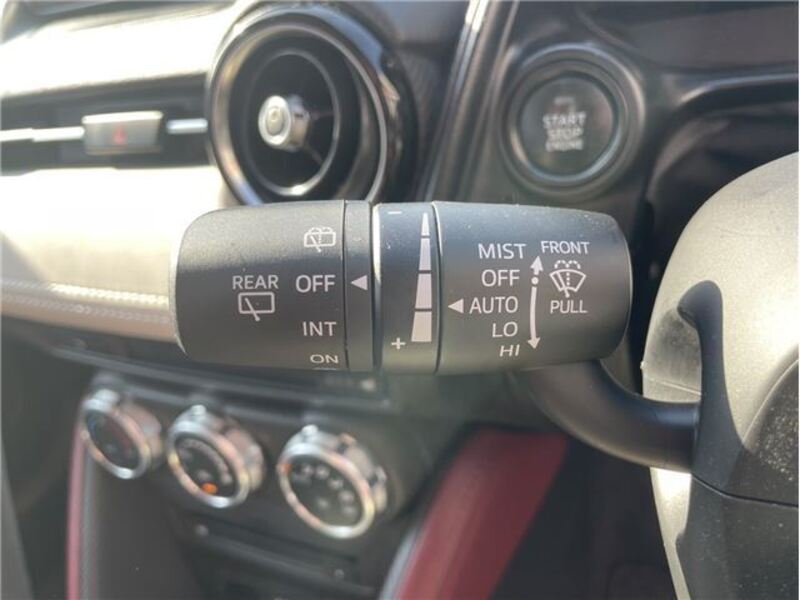 START
STOP
ENGINE
REAR
OFF
INT
ON
-
+
MIST
OFF
AUTO
LO
HI
FRONT
PULL